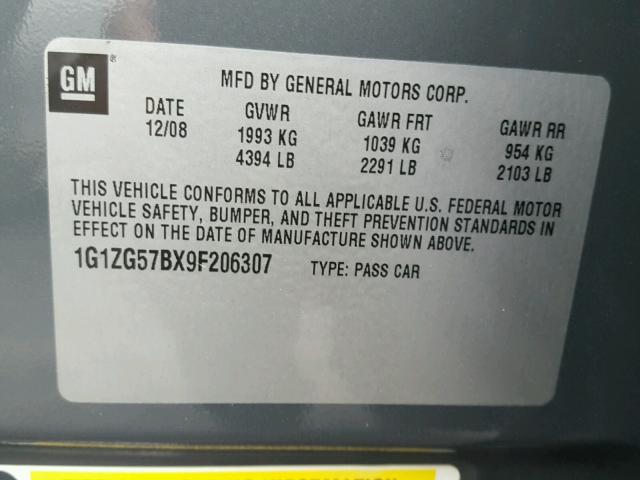 GM
MFD BY GENERAL MOTORS CORP.
DATE GVWR GAWR FRT GAWR RR
12/08 1993 KG 1039 KG 954 KG
4394 LB 2291 LB 2103 LB
THIS VEHICLE CONFORMS TO ALL APPLICABLE U.S. FEDERAL MOTOR
VEHICLE SAFETY, BUMPER, AND THEFT PREVENTION STANDARDS IN
EFFECT ON THE DATE OF MANUFACTURE SHOWN ABOVE.
1G1ZG57BX9F206307 TYPE: PASS CAR